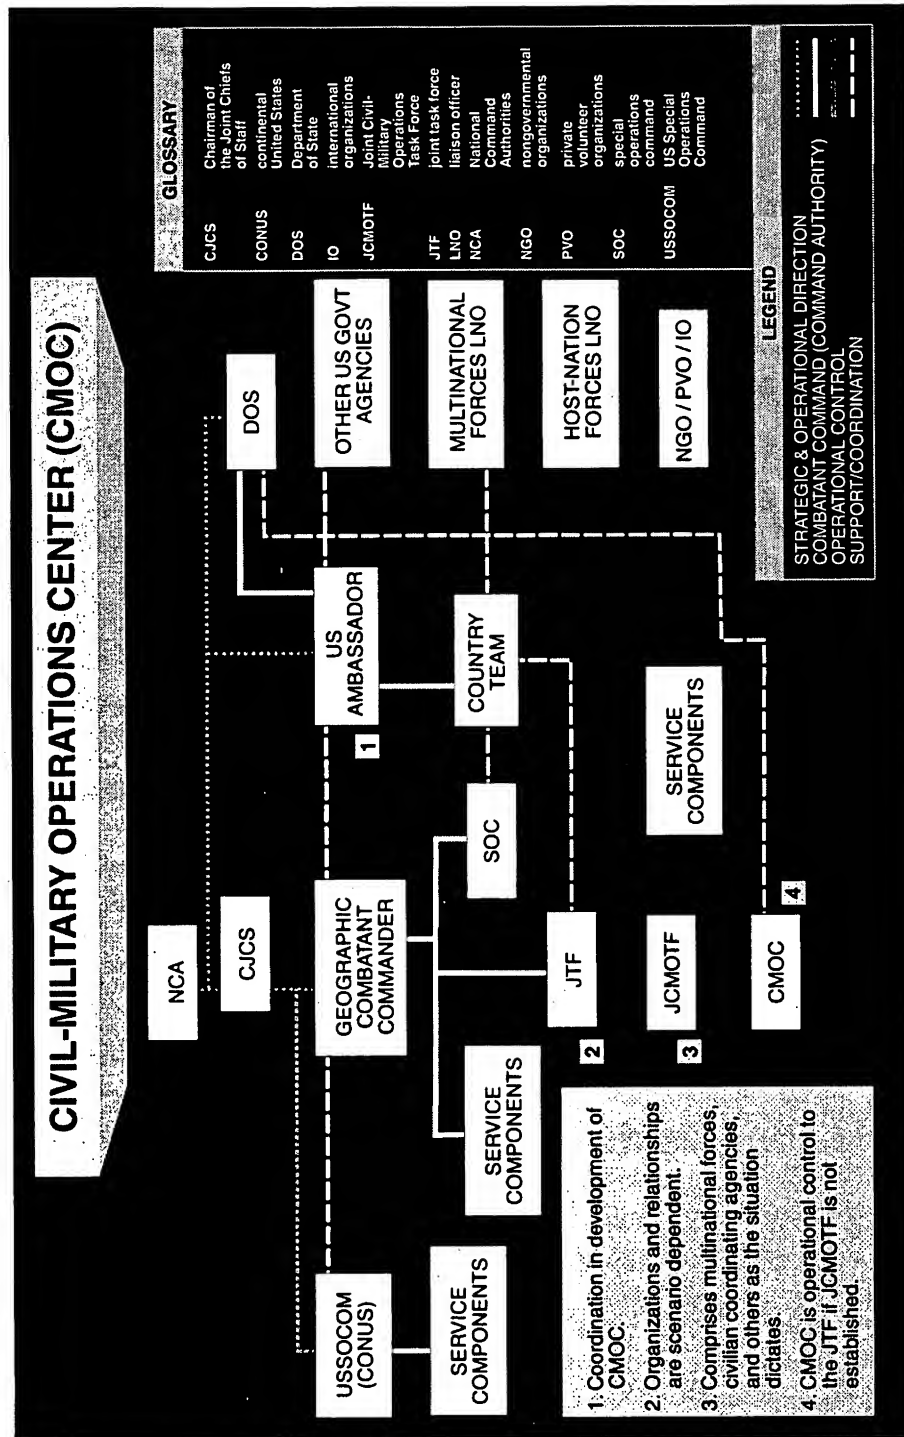 CIVIL-MILITARY OPERATIONS CENTER (CMOC)
NCA
CJCS
DOS
USSOCOM
(CONUS)
GEOGRAPHIC
COMBATANT
COMMANDER
US
AMBASSADOR
OTHER US GOVT
AGENCIES
1
SERVICE
COMPONENTS
SERVICE
COMPONENTS
SOC
COUNTRY
TEAM
MULTINATIONAL
FORCES LNO
2
JTF
HOST-NATION
FORCES LNO
3
JCMOTF
SERVICE
COMPONENTS
NGO / PVO / IO
CMOC
4
1. Coordination in development of
CMOC.
2. Organizations and relationships
are scenario dependent.
3. Comprises multinational forces,
civilian coordinating agencies,
and others as the situation
dictates.
4. CMOC is operational control to
the JTF if JCMOTF is not
established.
GLOSSARY
CJCS Chairman of
the Joint Chiefs
of Staff
CONUS continental
United States
DOS Department
of State
IO international
organizations
JCMOTF Joint Civil-
Military
Operations
Task Force
JTF joint task force
LNO liaison officer
NCA National
Command
Authorities
NGO nongovernmental
organizations
PVO private
volunteer
organizations
SOC special
operations
command
USSOCOM US Special
Operations
Command
LEGEND
STRATEGIC & OPERATIONAL DIRECTION
COMBATANT COMMAND (COMMAND AUTHORITY)
OPERATIONAL CONTROL
SUPPORT/COORDINATION